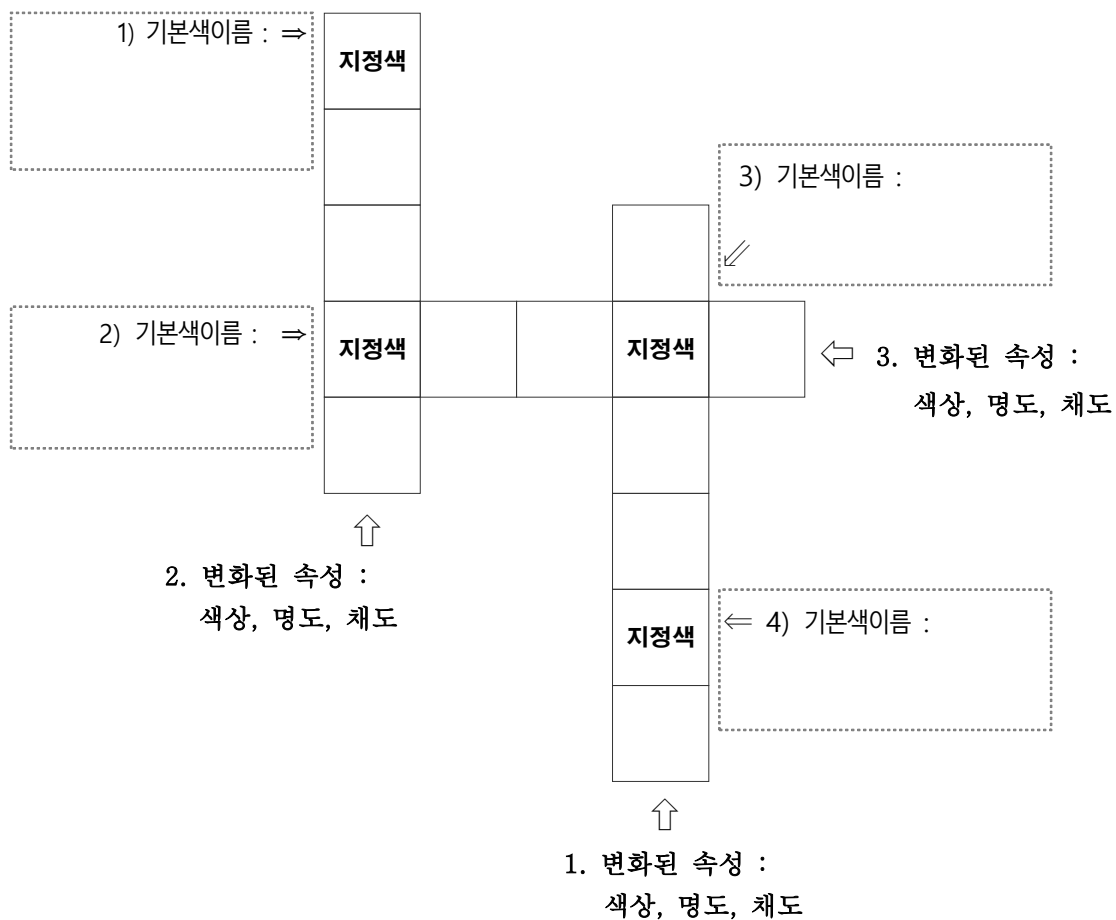 1) 기본색이름 : ⇒
지정색
3) 기본색이름 :
⇙
2) 기본색이름 : ⇒
지정색
지정색
⇦ 3. 변화된 속성 :
색상, 명도, 채도
⇧
2. 변화된 속성 :
색상, 명도, 채도
지정색
⇐ 4) 기본색이름 :
⇧
1. 변화된 속성 :
색상, 명도, 채도